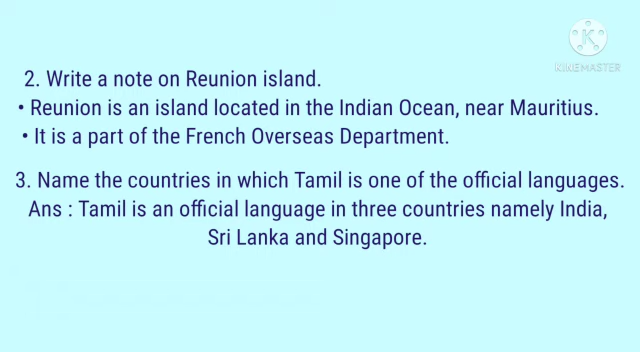 K
KINEMASTER
2. Write a note on Reunion island.
• Reunion is an island located in the Indian Ocean, near Mauritius.
• It is a part of the French Overseas Department.
3. Name the countries in which Tamil is one of the official languages.
Ans : Tamil is an official language in three countries namely India,
Sri Lanka and Singapore.